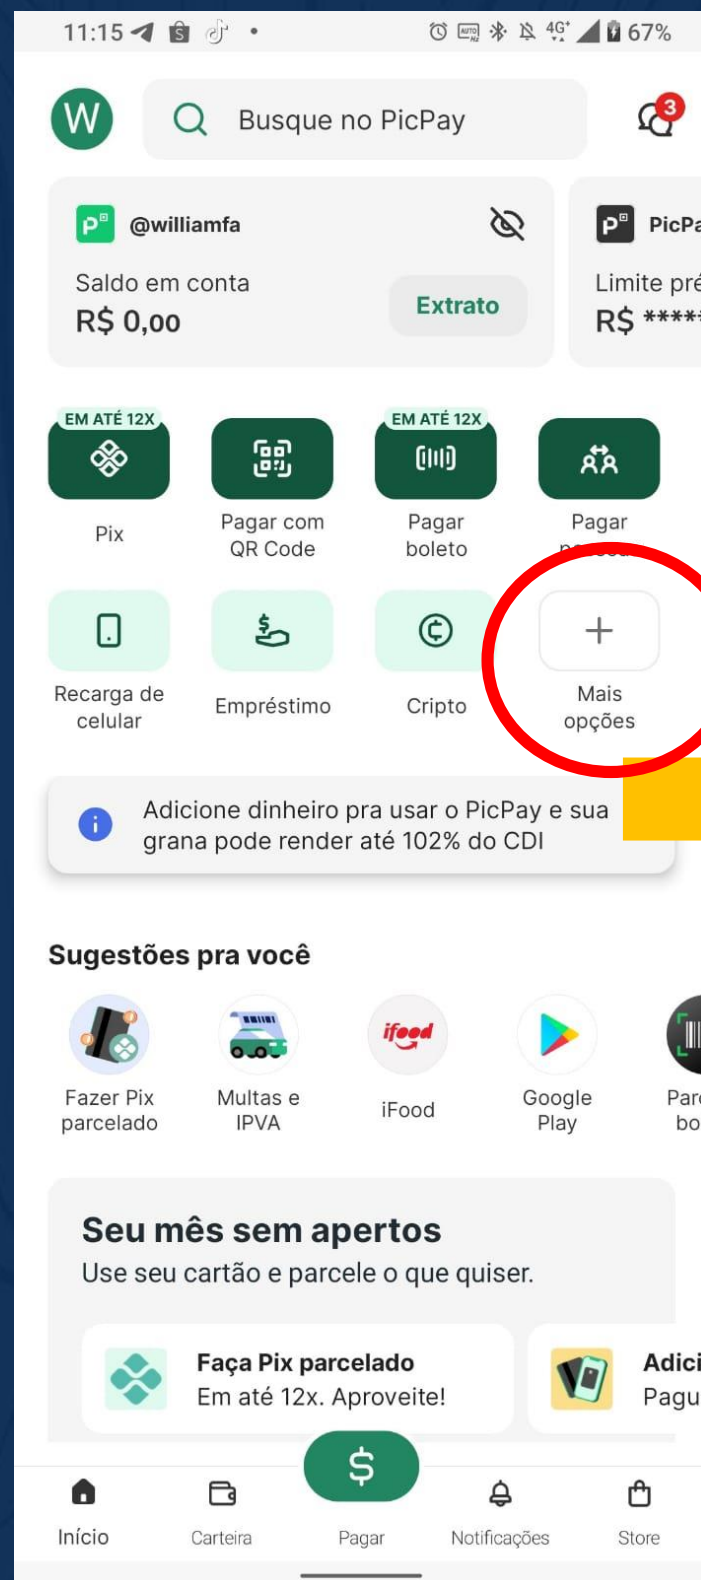 11:15
4G+ 67%
W
Busque no PicPay
3
@williamfa
Saldo em conta
R$ 0,00
Extrato
Limite
R$ ****
EM ATÉ 12X
EM ATÉ 12X
Pix
Pagar com
QR Code
Pagar
boleto
Pagar
Recarga de
celular
Empréstimo
Cripto
Mais
opções
Adicione dinheiro pra usar o PicPay e sua
grana pode render até 102% do CDI
Sugestões pra você
ifood
Fazer Pix
parcelado
Multas e
IPVA
iFood
Google
Play
Seu mês sem apertos
Use seu cartão e parcele o que quiser.
Faça Pix parcelado
Em até 12x. Aproveite!
Início
Carteira
Pagar
Notificações
Store